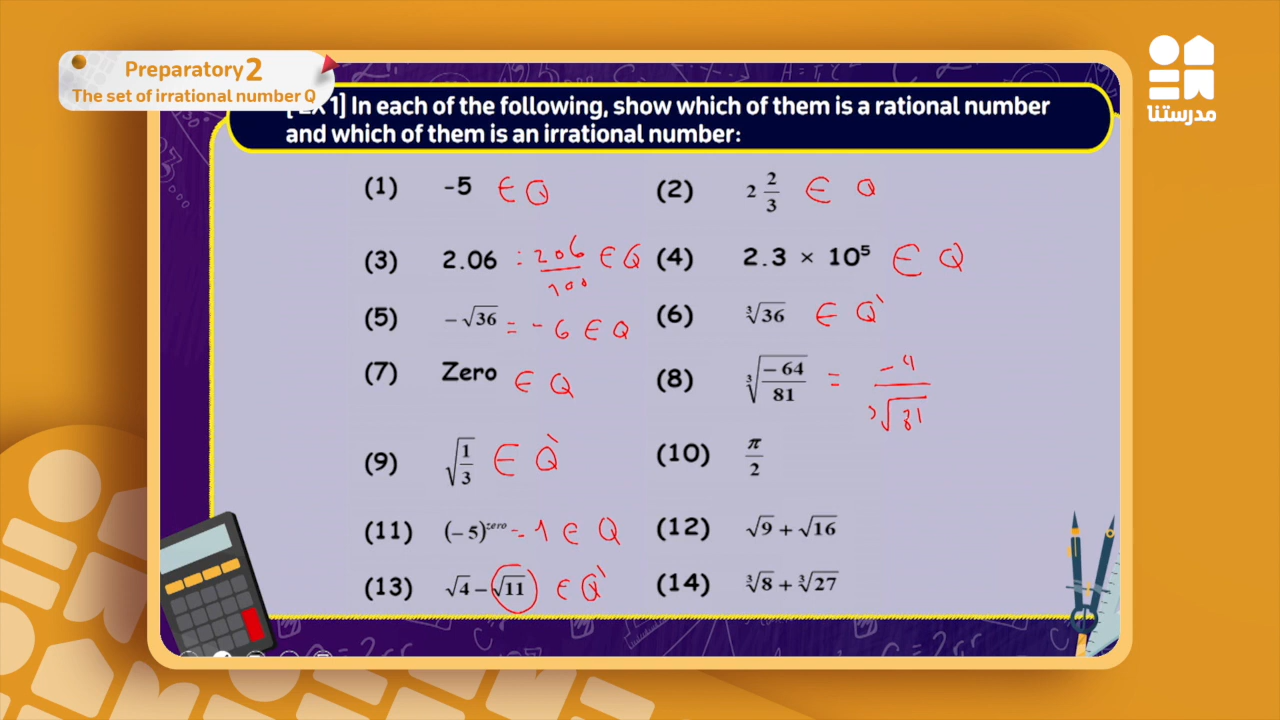 Preparatory 2
The set of irrational number Q
مدرستنا
1] In each of the following, show which of them is a rational number
and which of them is an irrational number:
(1) -5 ∈ Q
(2) 2 2/3 ∈ Q
(3) 2.06 = 206/100 ∈ Q
(4) 2.3 × 10⁵ ∈ Q
(5) -√36 = -6 ∈ Q
(6) ∛36 ∈ Q`
(7) Zero ∈ Q
(8) ∛(-64/81) = -4/∛81
(9) √(1/3) ∈ Q`
(10) π/2
(11) (-5)^zero = 1 ∈ Q
(12) √9 + √16
(13) √4 - √11 ∈ Q`
(14) ∛8 + ∛27